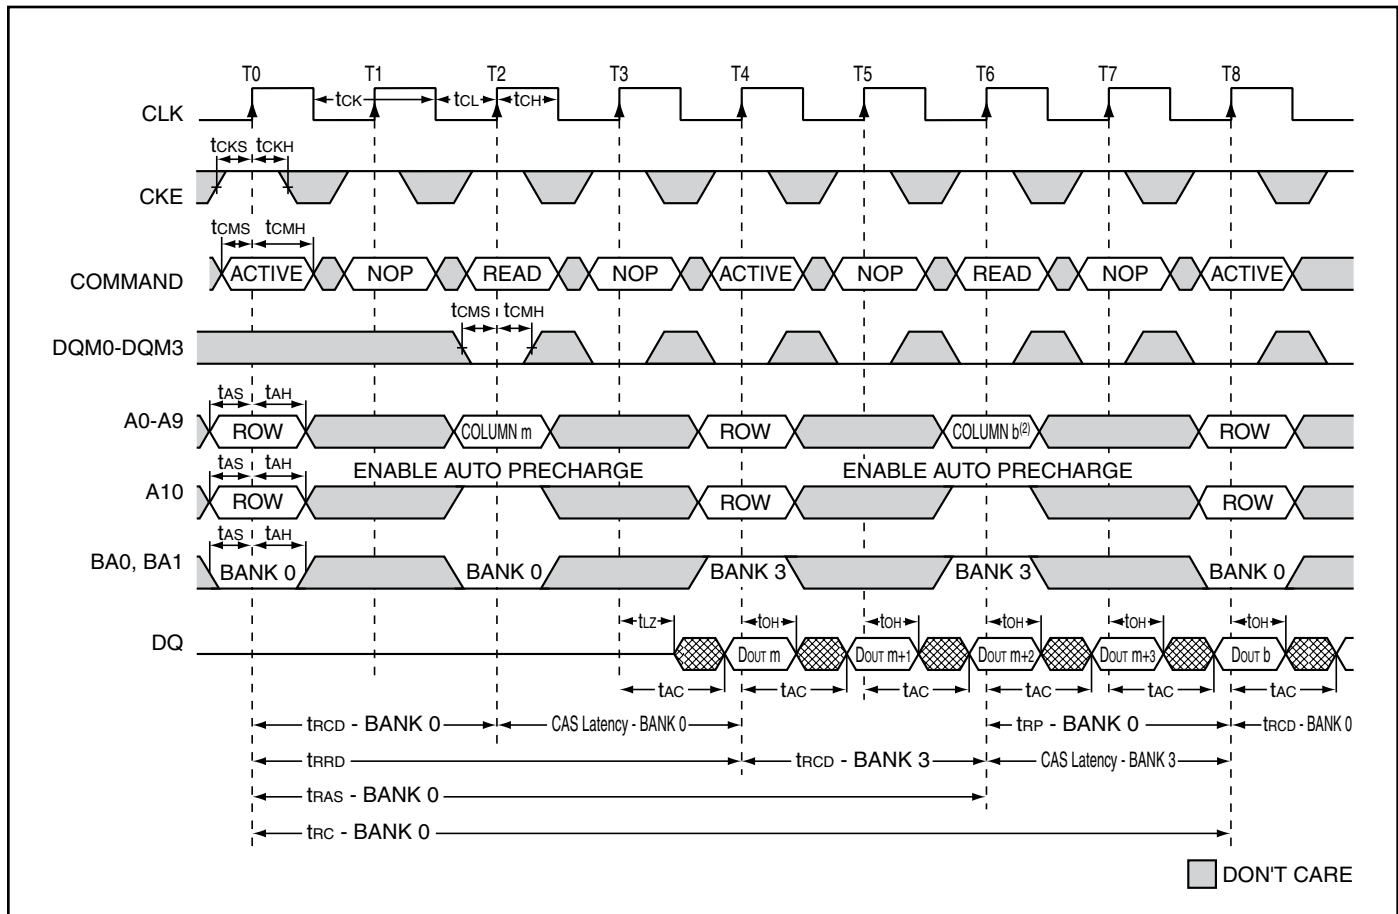 T0 T1 T2 T3 T4 T5 T6 T7 T8
CLK tCK tCL tCH
tCKS tCKH
CKE
tCMS tCMH
COMMAND ACTIVE NOP READ NOP ACTIVE NOP READ NOP ACTIVE
tCMS tCMH
DQM0-DQM3
tAS tAH
A0-A9 ROW COLUMN m ROW COLUMN b(2) ROW
tAS tAH ENABLE AUTO PRECHARGE ENABLE AUTO PRECHARGE
A10 ROW ROW ROW
tAS tAH
BA0, BA1 BANK 0 BANK 0 BANK 3 BANK 3 BANK 0
tLZ tOH tOH tOH tOH tOH
DQ DOUT m DOUT m+1 DOUT m+2 DOUT m+3 DOUT b
tAC tAC tAC tAC tAC tAC
tRCD - BANK 0 CAS Latency - BANK 0 tRP - BANK 0 tRCD - BANK 0
tRRD tRCD - BANK 3 CAS Latency - BANK 3
tRAS - BANK 0
tRC - BANK 0
DON'T CARE